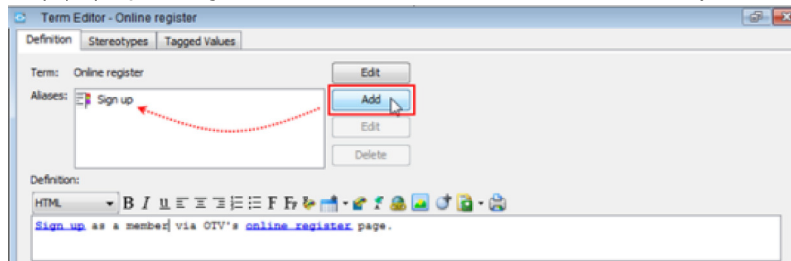 Term Editor - Online register
Definition Stereotypes Tagged Values
Term: Online register Edit
Aliases: Sign up Add
Edit
Delete
Definition:
HTML B I U F
Sign up as a member via OTV's online register page.